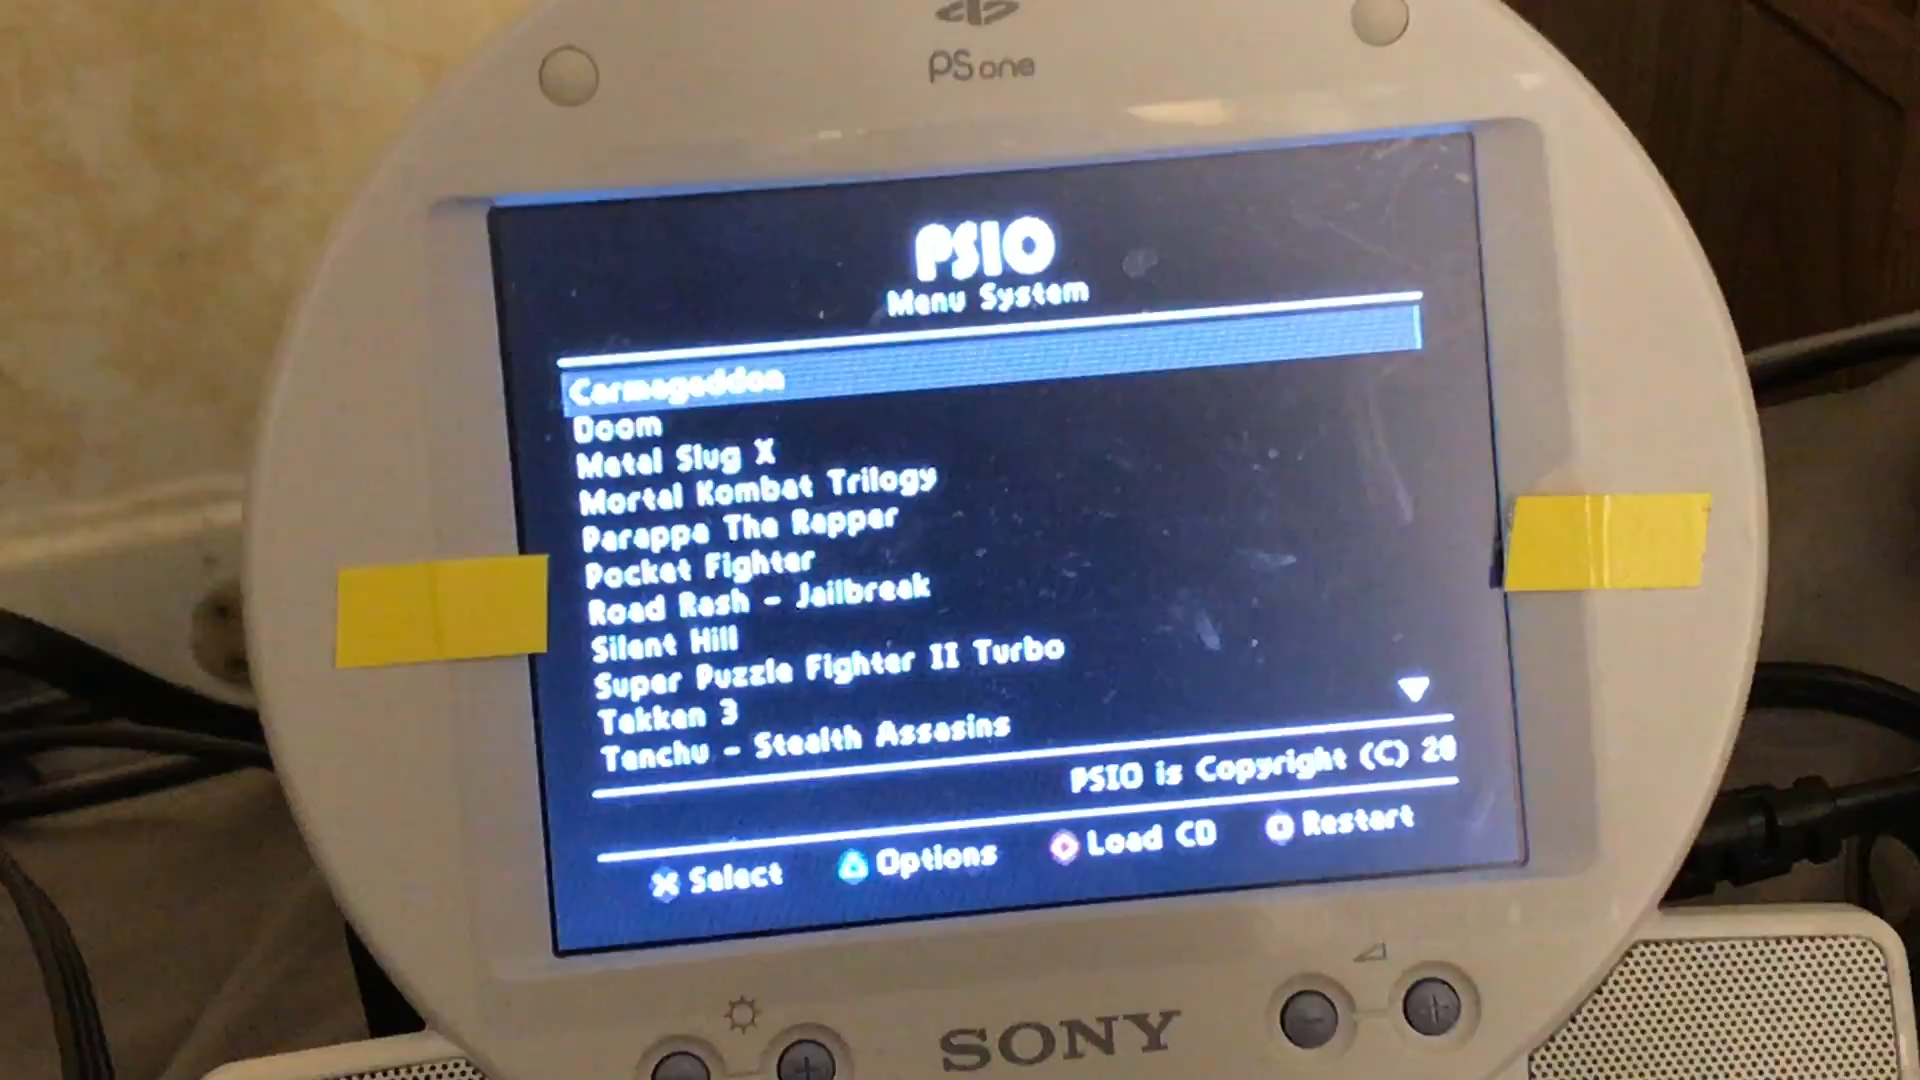 PS one
PSIO
Menu System
Carmageddon
Doom
Metal Slug X
Mortal Kombat Trilogy
Parappa The Rapper
Pocket Fighter
Road Rash - Jailbreak
Silent Hill
Super Puzzle Fighter II Turbo
Tekken 3
Tenchu - Stealth Assasins
PSIO is Copyright (C) 20
Select Options Load CD Restart
SONY